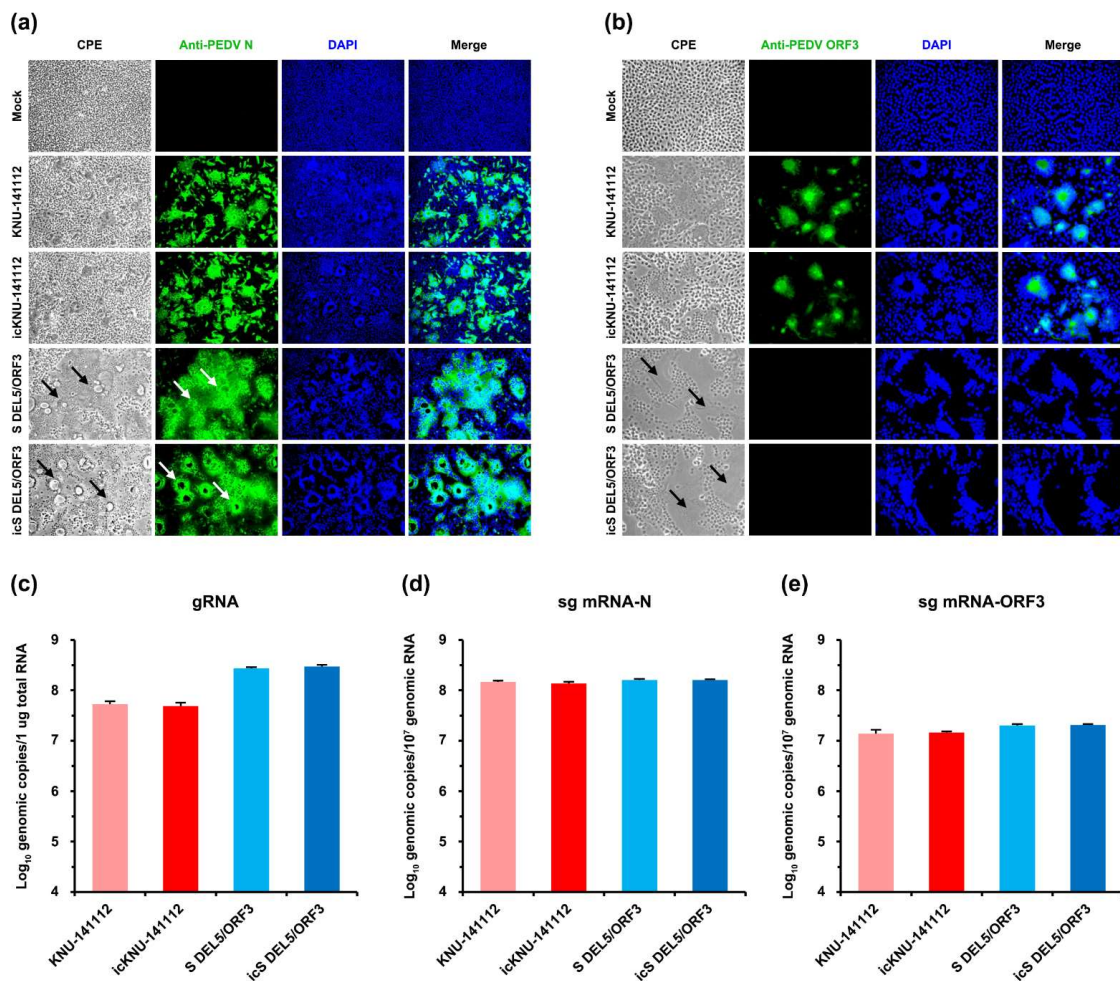 (a)
CPE Anti-PEDV N DAPI Merge
Mock
KNU-141112
icKNU-141112
S DEL5/ORF3
icS DEL5/ORF3
(b)
CPE Anti-PEDV ORF3 DAPI Merge
Mock
KNU-141112
icKNU-141112
S DEL5/ORF3
icS DEL5/ORF3
(c)
gRNA
Log₁₀ genomic copies/1 ug total RNA
9
8
7
6
5
4
KNU-141112
icKNU-141112
S DEL5/ORF3
icS DEL5/ORF3
(d)
sg mRNA-N
Log₁₀ genomic copies/10⁷ genomic RNA
9
8
7
6
5
4
KNU-141112
icKNU-141112
S DEL5/ORF3
icS DEL5/ORF3
(e)
sg mRNA-ORF3
Log₁₀ genomic copies/10⁷ genomic RNA
9
8
7
6
5
4
KNU-141112
icKNU-141112
S DEL5/ORF3
icS DEL5/ORF3